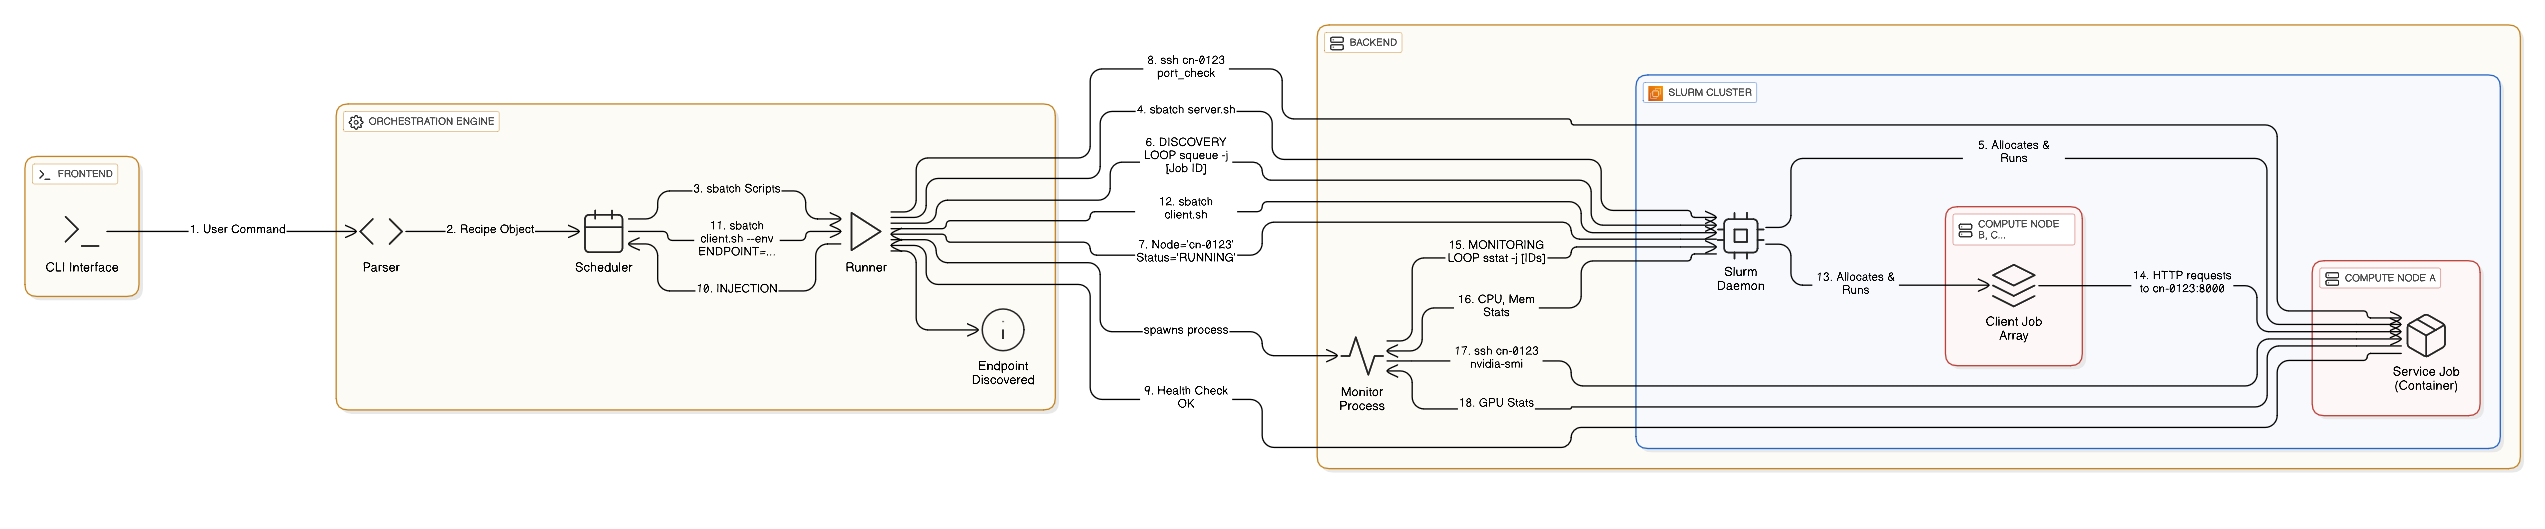 FRONTEND
CLI Interface
1. User Command
ORCHESTRATION ENGINE
Parser
2. Recipe Object
Scheduler
3. sbatch Scripts
11. sbatch
client.sh --env
ENDPOINT=...
10. INJECTION
Runner
Endpoint
Discovered
8. ssh cn-0123
port_check
4. sbatch server.sh
6. DISCOVERY
LOOP squeue -j
[Job ID]
12. sbatch
client.sh
7. Node='cn-0123'
Status='RUNNING'
spawns process
9. Health Check
OK
BACKEND
Monitor
Process
15. MONITORING
LOOP sstat -j [IDs]
16. CPU, Mem
Stats
17. ssh cn-0123
nvidia-smi
18. GPU Stats
SLURM CLUSTER
Slurm
Daemon
5. Allocates &
Runs
13. Allocates &
Runs
COMPUTE NODE
B, C...
Client Job
Array
14. HTTP requests
to cn-0123:8000
COMPUTE NODE A
Service Job
(Container)